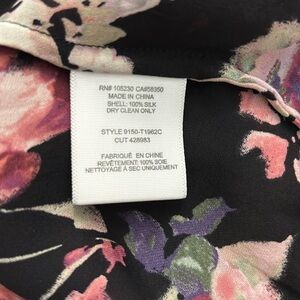 RN# 105230 CA#58350
MADE IN CHINA
SHELL: 100% SILK
DRY CLEAN ONLY
STYLE 9150-T1962C
CUT 428983
FABRIQUÉ EN CHINE
REVÊTEMENT: 100% SOIE
NETTOYAGE À SEC UNIQUEMENT